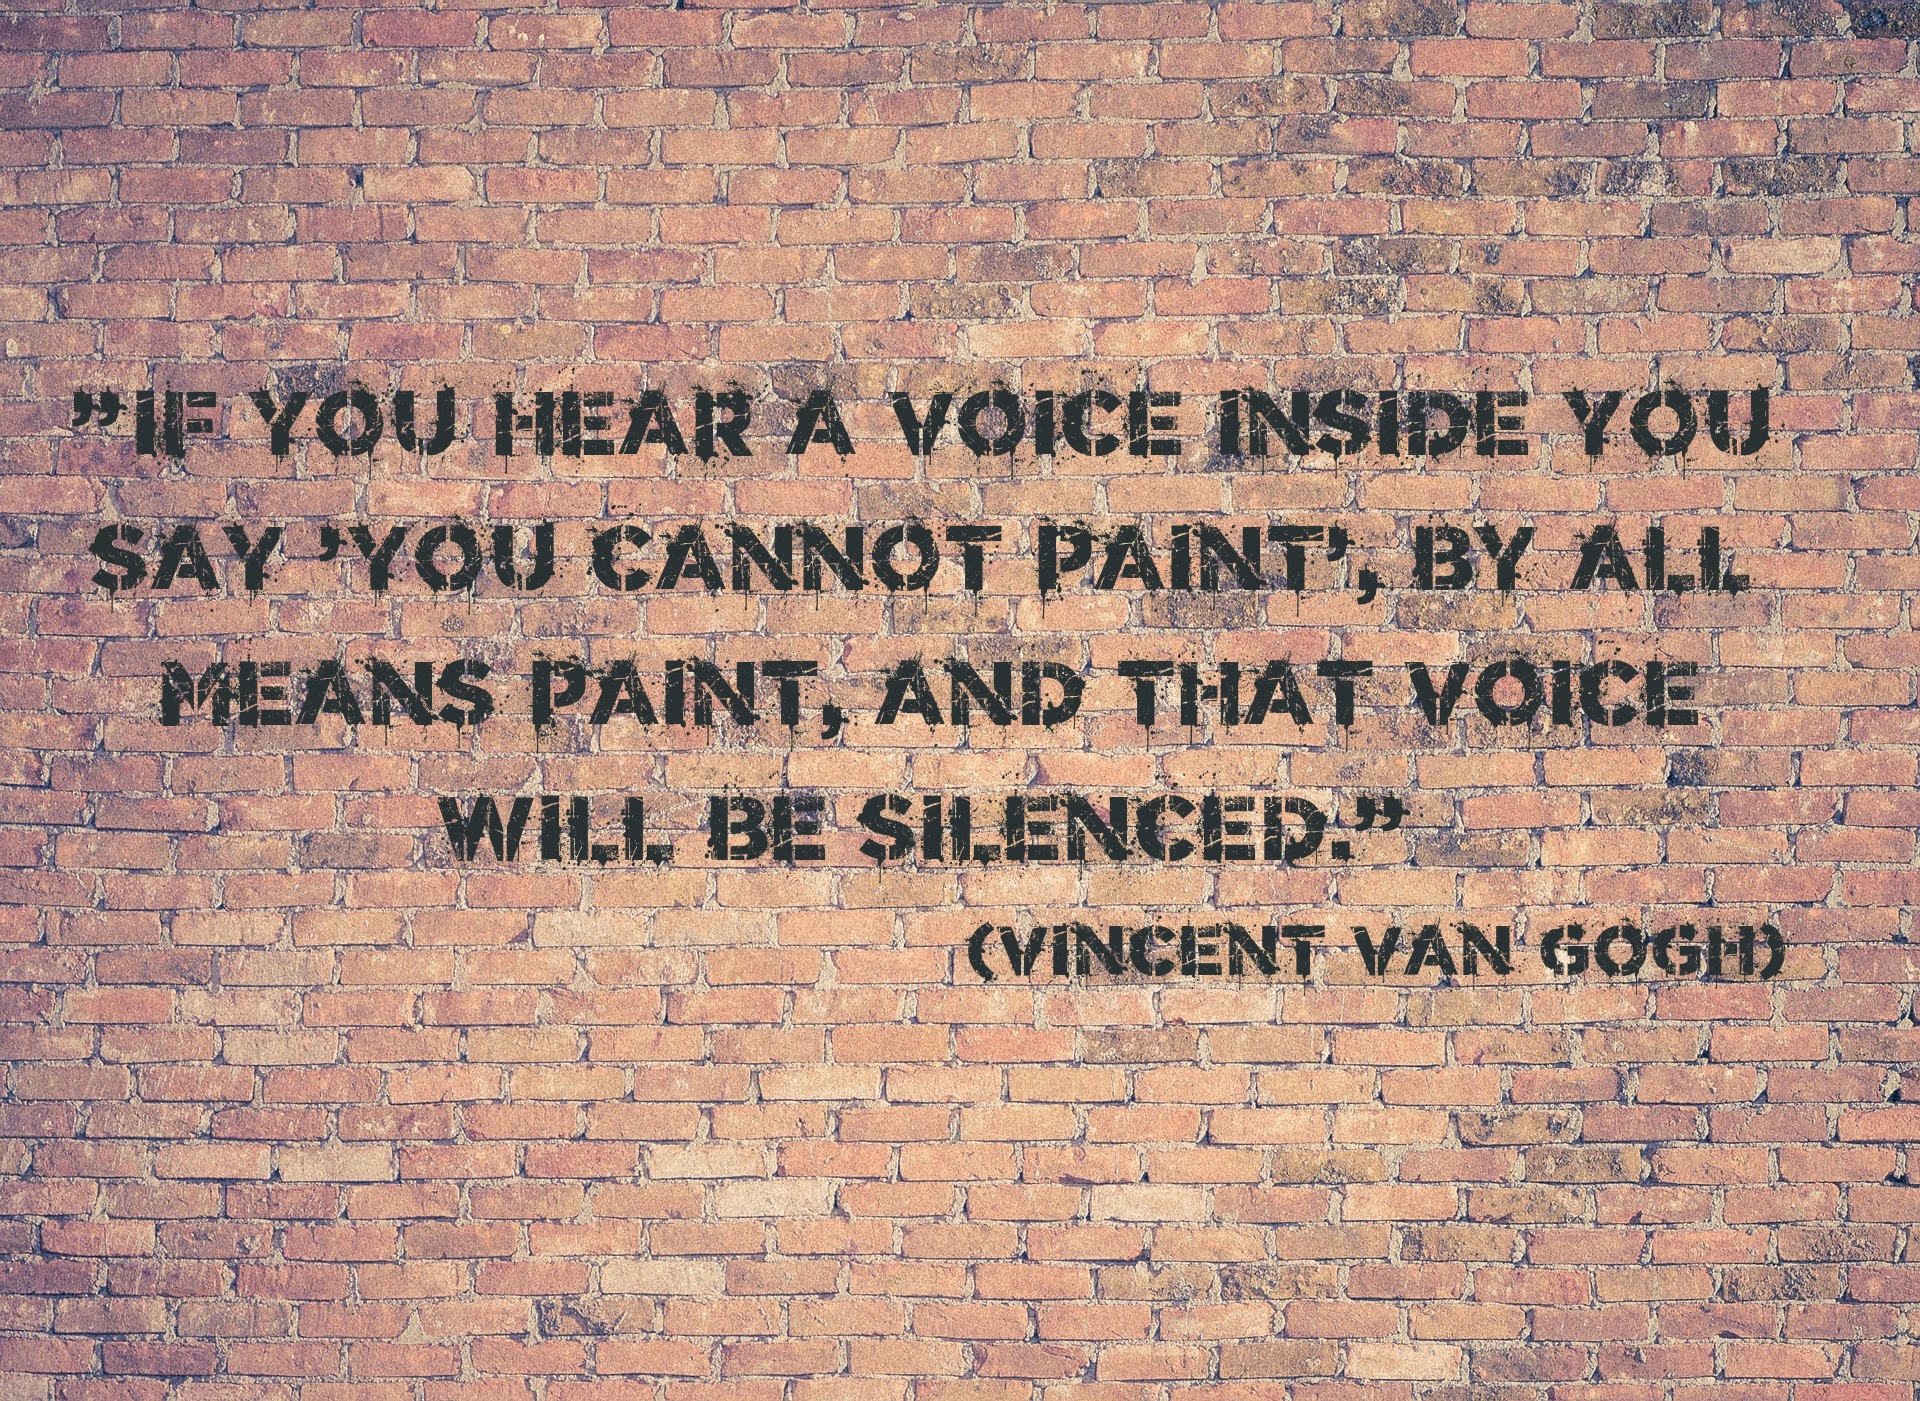 ”IF YOU HEAR A VOICE INSIDE YOU
SAY ’YOU CANNOT PAINT’, BY ALL
MEANS PAINT, AND THAT VOICE
WILL BE SILENCED.”
(VINCENT VAN GOGH)